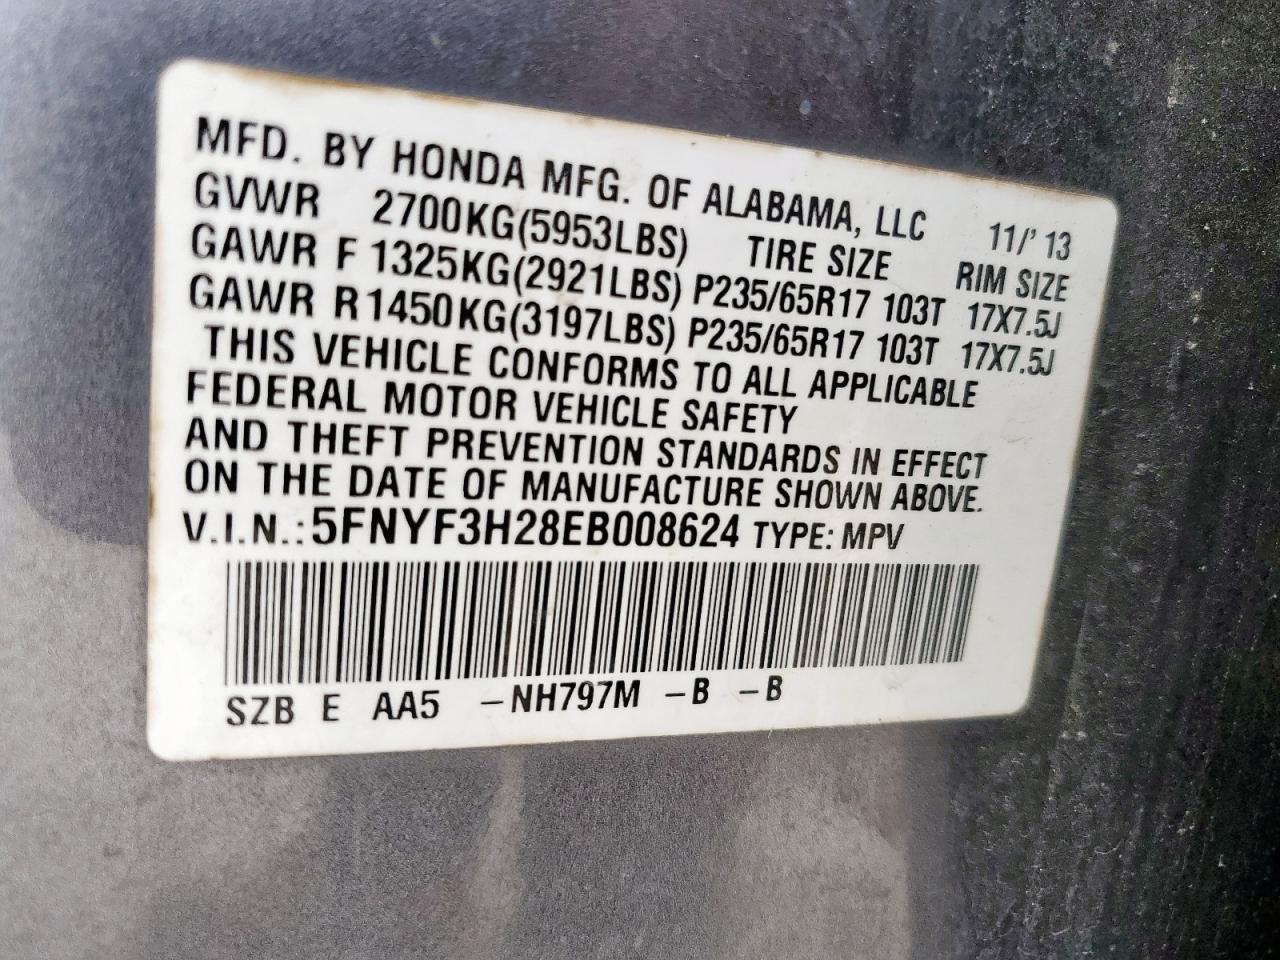 MFD. BY HONDA MFG. OF ALABAMA, LLC 11/'13
GVWR 2700KG(5953LBS) TIRE SIZE RIM SIZE
GAWR F 1325KG(2921LBS) P235/65R17 103T 17X7.5J
GAWR R 1450KG(3197LBS) P235/65R17 103T 17X7.5J
THIS VEHICLE CONFORMS TO ALL APPLICABLE
FEDERAL MOTOR VEHICLE SAFETY
AND THEFT PREVENTION STANDARDS IN EFFECT
ON THE DATE OF MANUFACTURE SHOWN ABOVE.
V.I.N.: 5FNYF3H28EB008624 TYPE: MPV
SZB E AA5 -NH797M -B -B